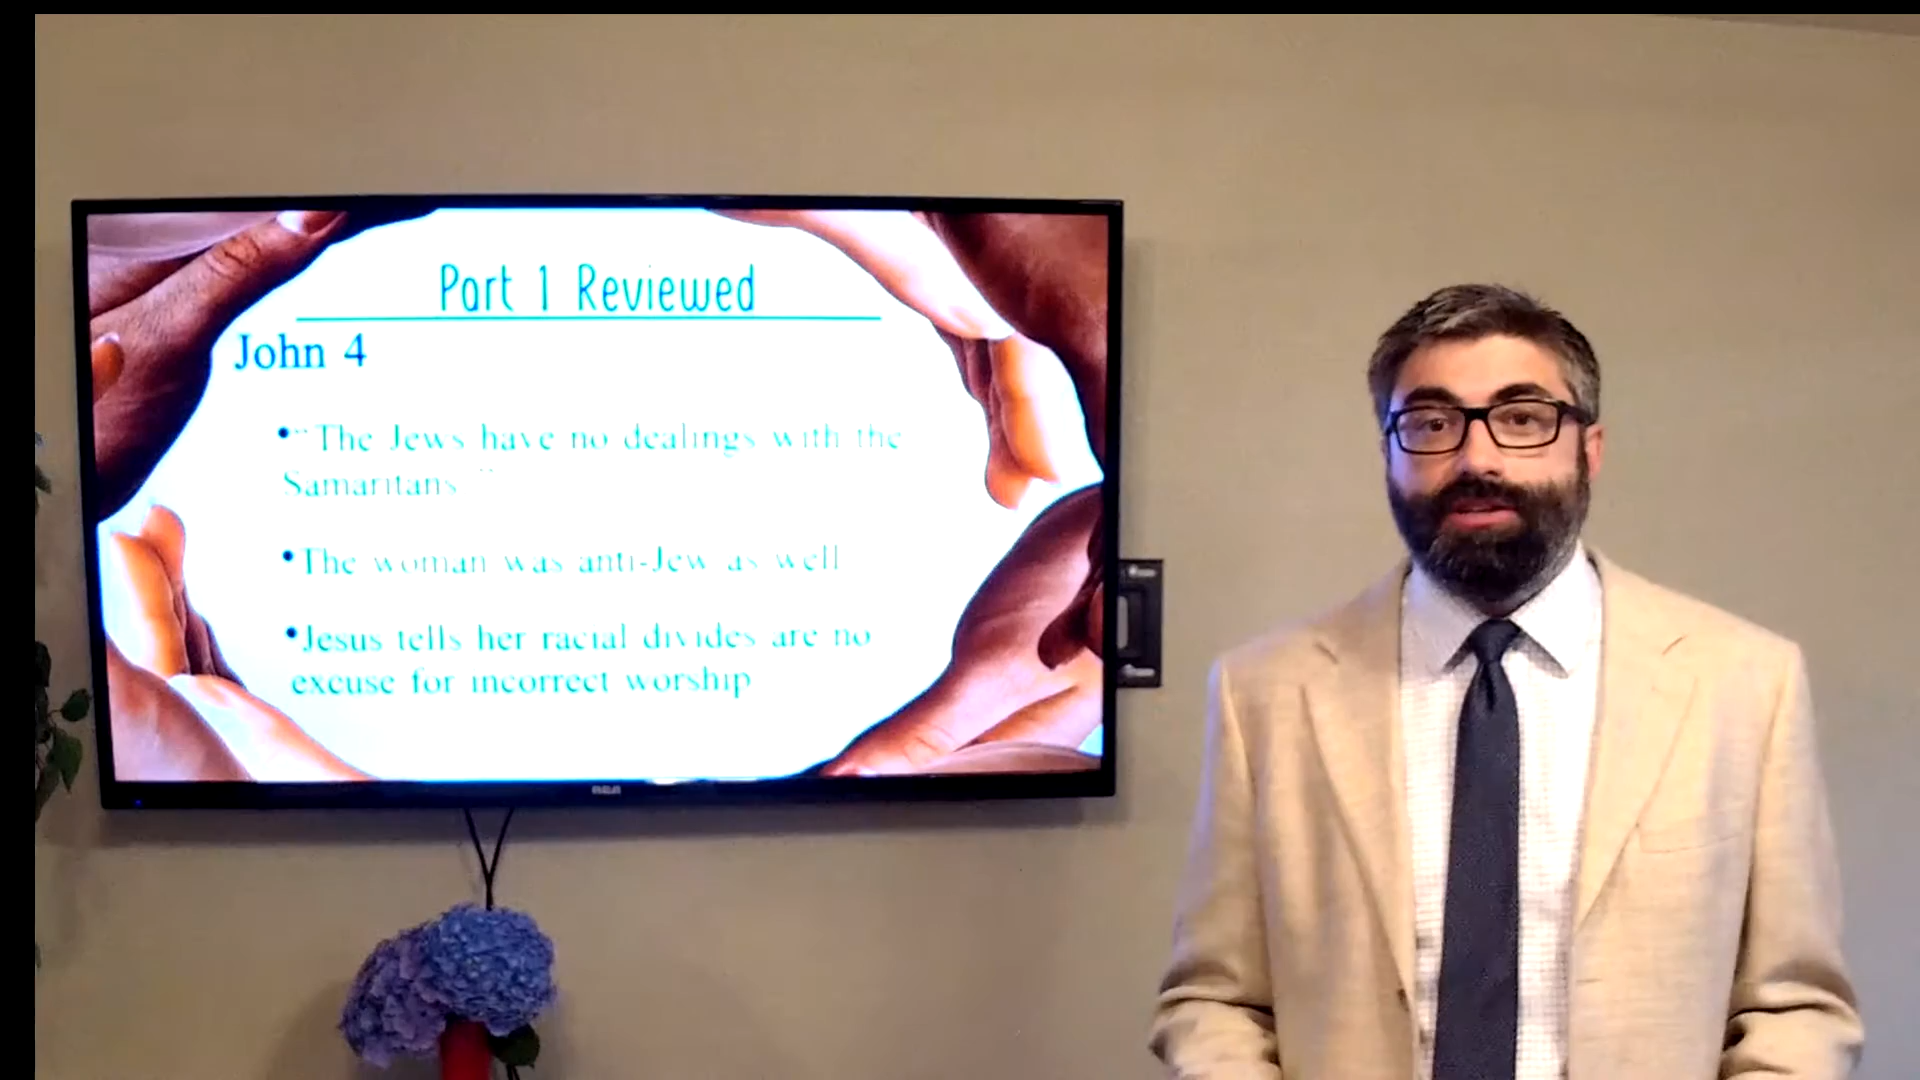 Part 1 Reviewed
John 4
•“The Jews have no dealings with the
Samaritans”
•The woman was anti-Jew as well
•Jesus tells her racial divides are no
excuse for incorrect worship
RCA